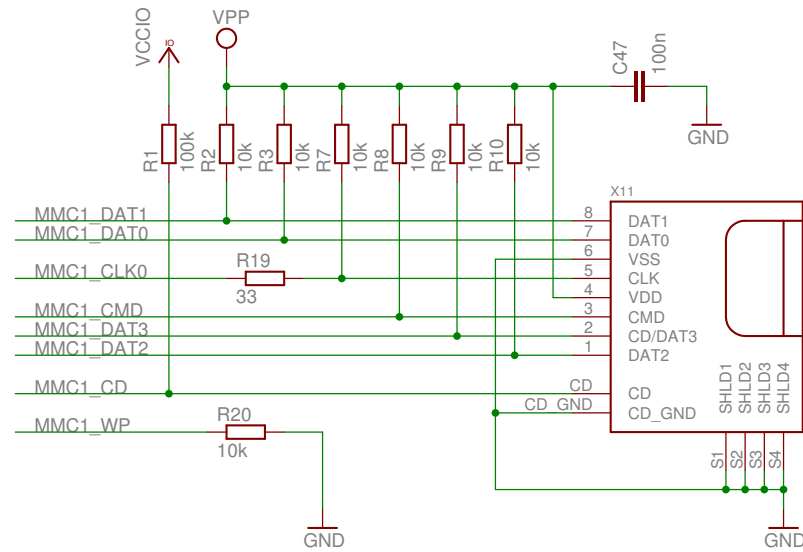 VCCIO
IO
VPP
C47
100n
GND
R1
100k
R2
10k
R3
10k
R7
10k
R8
10k
R9
10k
R10
10k
X11
MMC1_DAT1
8
DAT1
MMC1_DAT0
7
DAT0
6
VSS
MMC1_CLK0
R19
33
5
CLK
4
VDD
MMC1_CMD
3
CMD
MMC1_DAT3
2
CD/DAT3
MMC1_DAT2
1
DAT2
MMC1_CD
CD
CD
CD_GND
CD_GND
MMC1_WP
R20
10k
SHLD1
SHLD2
SHLD3
SHLD4
S1
S2
S3
S4
GND
GND